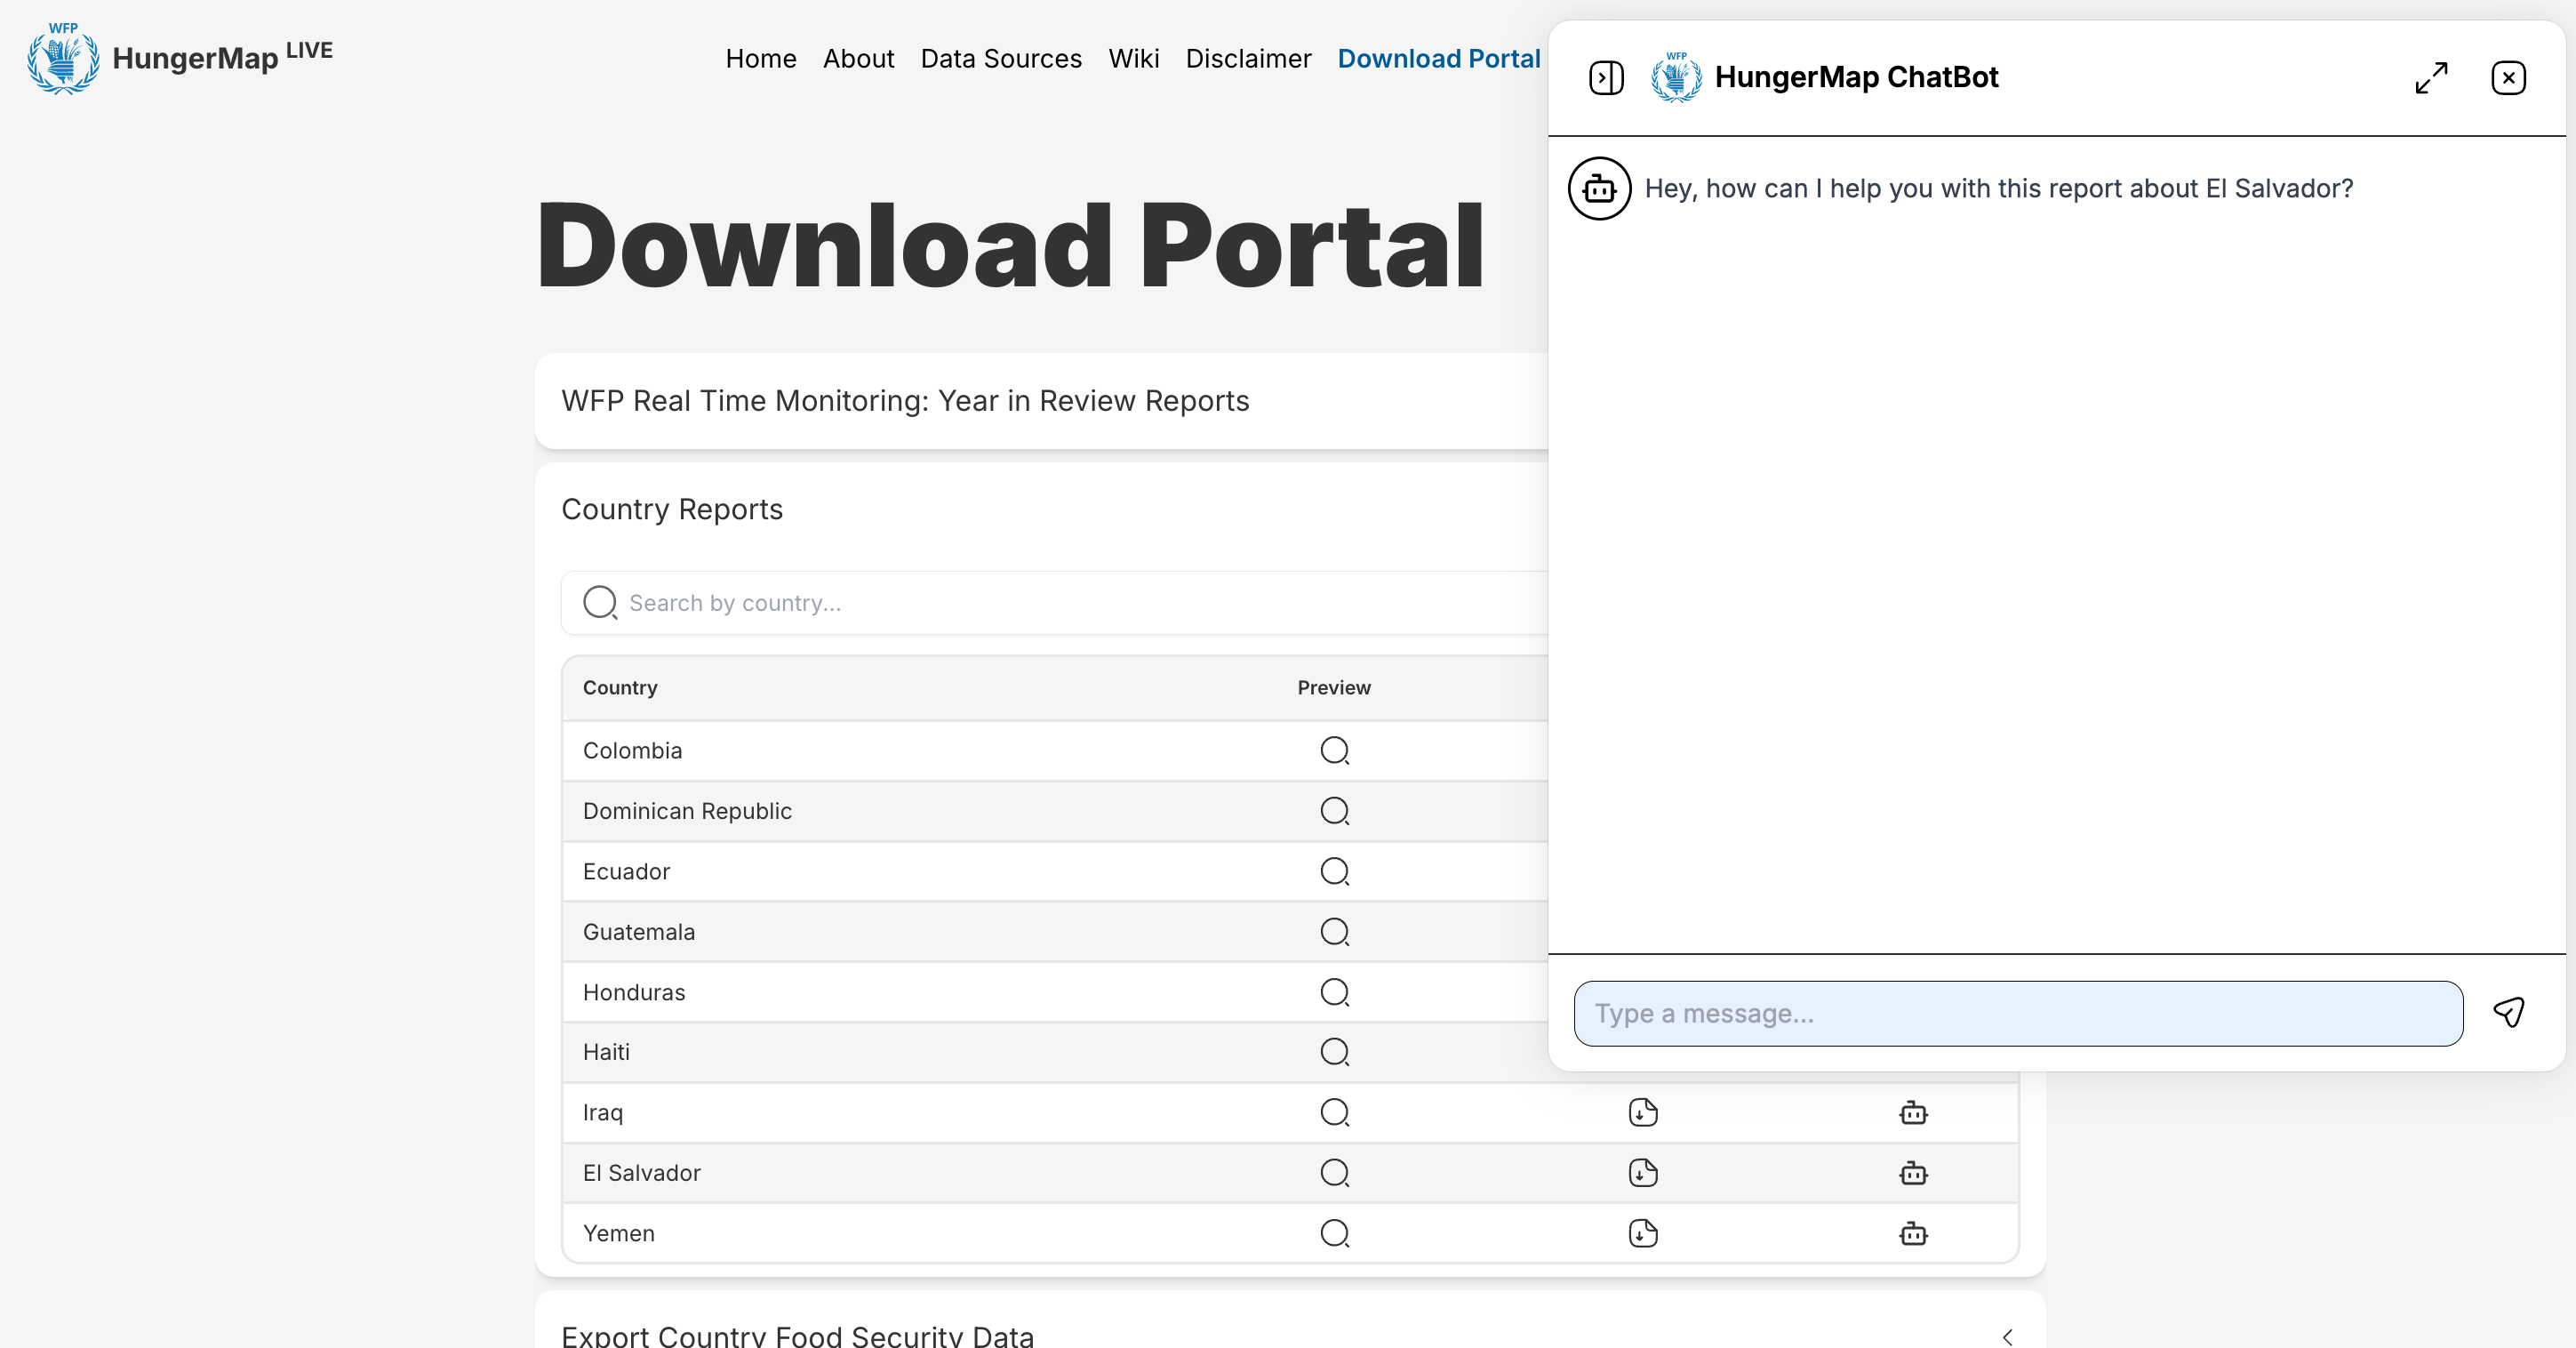 WFP
HungerMap LIVE
Home About Data Sources Wiki Disclaimer Download Portal
Download Portal
WFP Real Time Monitoring: Year in Review Reports
Country Reports
Search by country...
Country Preview
Colombia
Dominican Republic
Ecuador
Guatemala
Honduras
Haiti
Iraq
El Salvador
Yemen
Export Country Food Security Data
WFP
HungerMap ChatBot
Hey, how can I help you with this report about El Salvador?
Type a message...